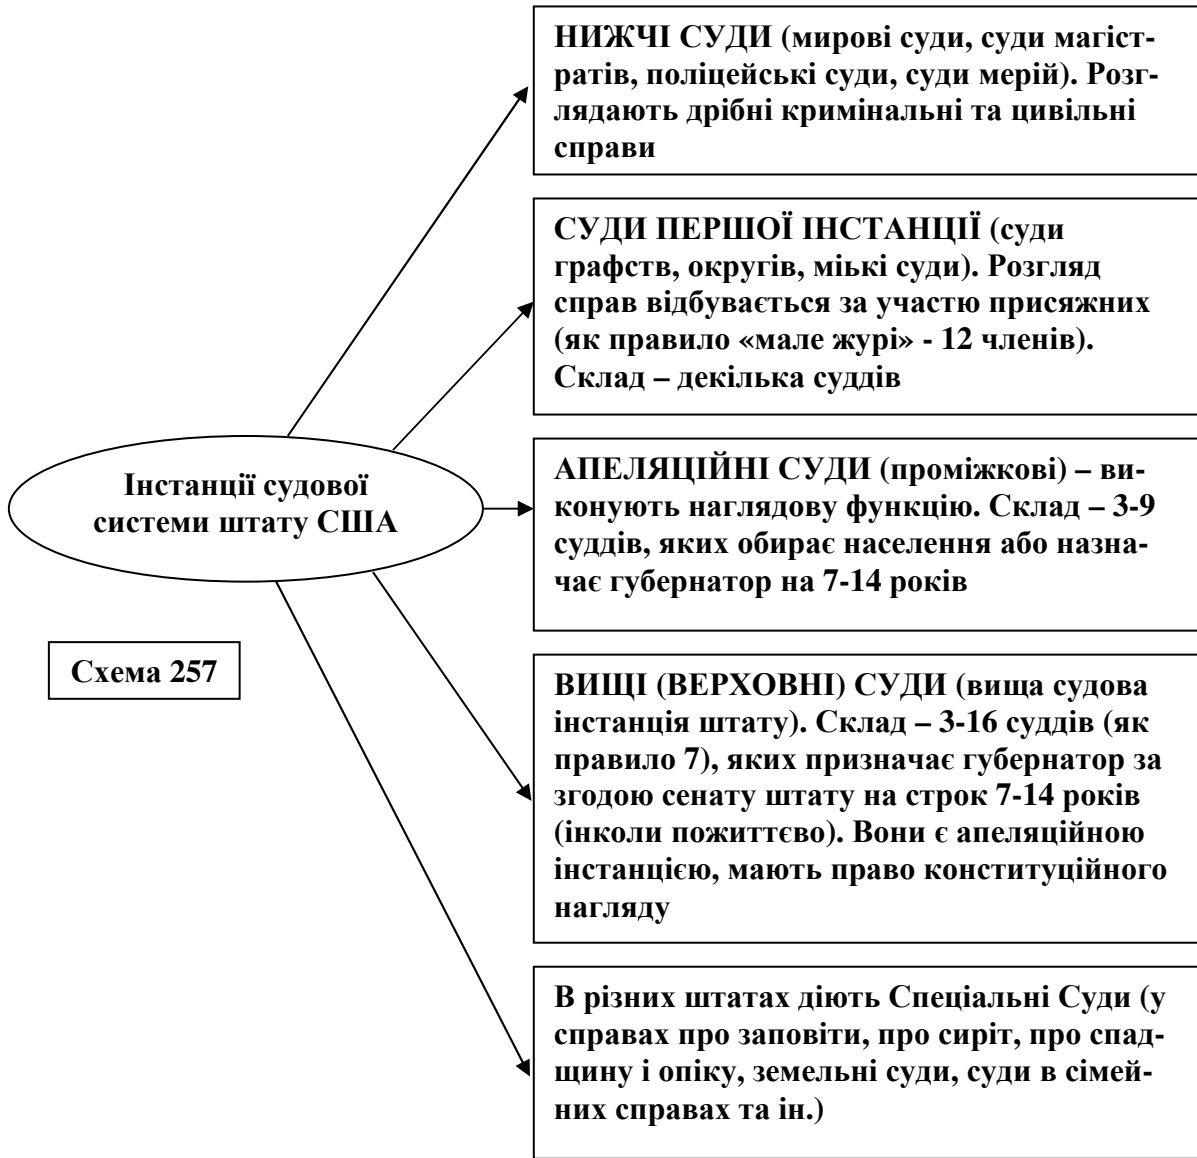 НИЖЧІ СУДИ (мирові суди, суди магіст-
ратів, поліцейські суди, суди мерій). Розг-
лядають дрібні кримінальні та цивільні
справи
СУДИ ПЕРШОЇ ІНСТАНЦІЇ (суди
графств, округів, міькі суди). Розгляд
справ відбувається за участю присяжних
(як правило «мале журі» - 12 членів).
Склад – декілька суддів
Інстанції судової
системи штату США
АПЕЛЯЦІЙНІ СУДИ (проміжкові) – ви-
конують наглядову функцію. Склад – 3-9
суддів, яких обирає населення або назна-
чає губернатор на 7-14 років
Схема 257
ВИЩІ (ВЕРХОВНІ) СУДИ (вища судова
інстанція штату). Склад – 3-16 суддів (як
правило 7), яких призначає губернатор за
згодою сенату штату на строк 7-14 років
(інколи пожиттєво). Вони є апеляційною
інстанцією, мають право конституційного
нагляду
В різних штатах діють Спеціальні Суди (у
справах про заповіти, про сиріт, про спад-
щину і опіку, земельні суди, суди в сімей-
них справах та ін.)